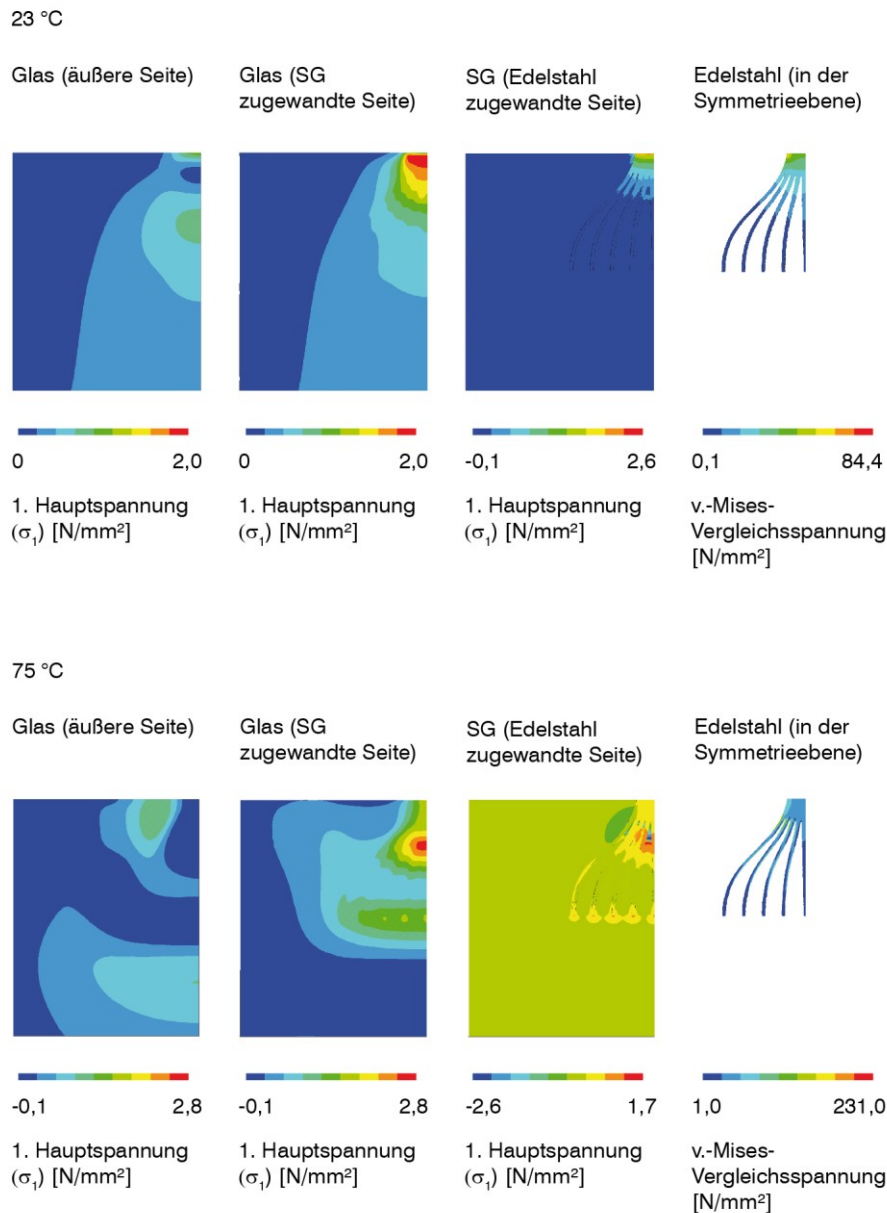 23 °C
Glas (äußere Seite)
Glas (SG
zugewandte Seite)
SG (Edelstahl
zugewandte Seite)
Edelstahl (in der
Symmetrieebene)
0 2,0
0 2,0
-0,1 2,6
0,1 84,4
1. Hauptspannung
(σ₁) [N/mm²]
1. Hauptspannung
(σ₁) [N/mm²]
1. Hauptspannung
(σ₁) [N/mm²]
v.-Mises-
Vergleichsspannung
[N/mm²]
75 °C
Glas (äußere Seite)
Glas (SG
zugewandte Seite)
SG (Edelstahl
zugewandte Seite)
Edelstahl (in der
Symmetrieebene)
-0,1 2,8
-0,1 2,8
-2,6 1,7
1,0 231,0
1. Hauptspannung
(σ₁) [N/mm²]
1. Hauptspannung
(σ₁) [N/mm²]
1. Hauptspannung
(σ₁) [N/mm²]
v.-Mises-
Vergleichsspannung
[N/mm²]